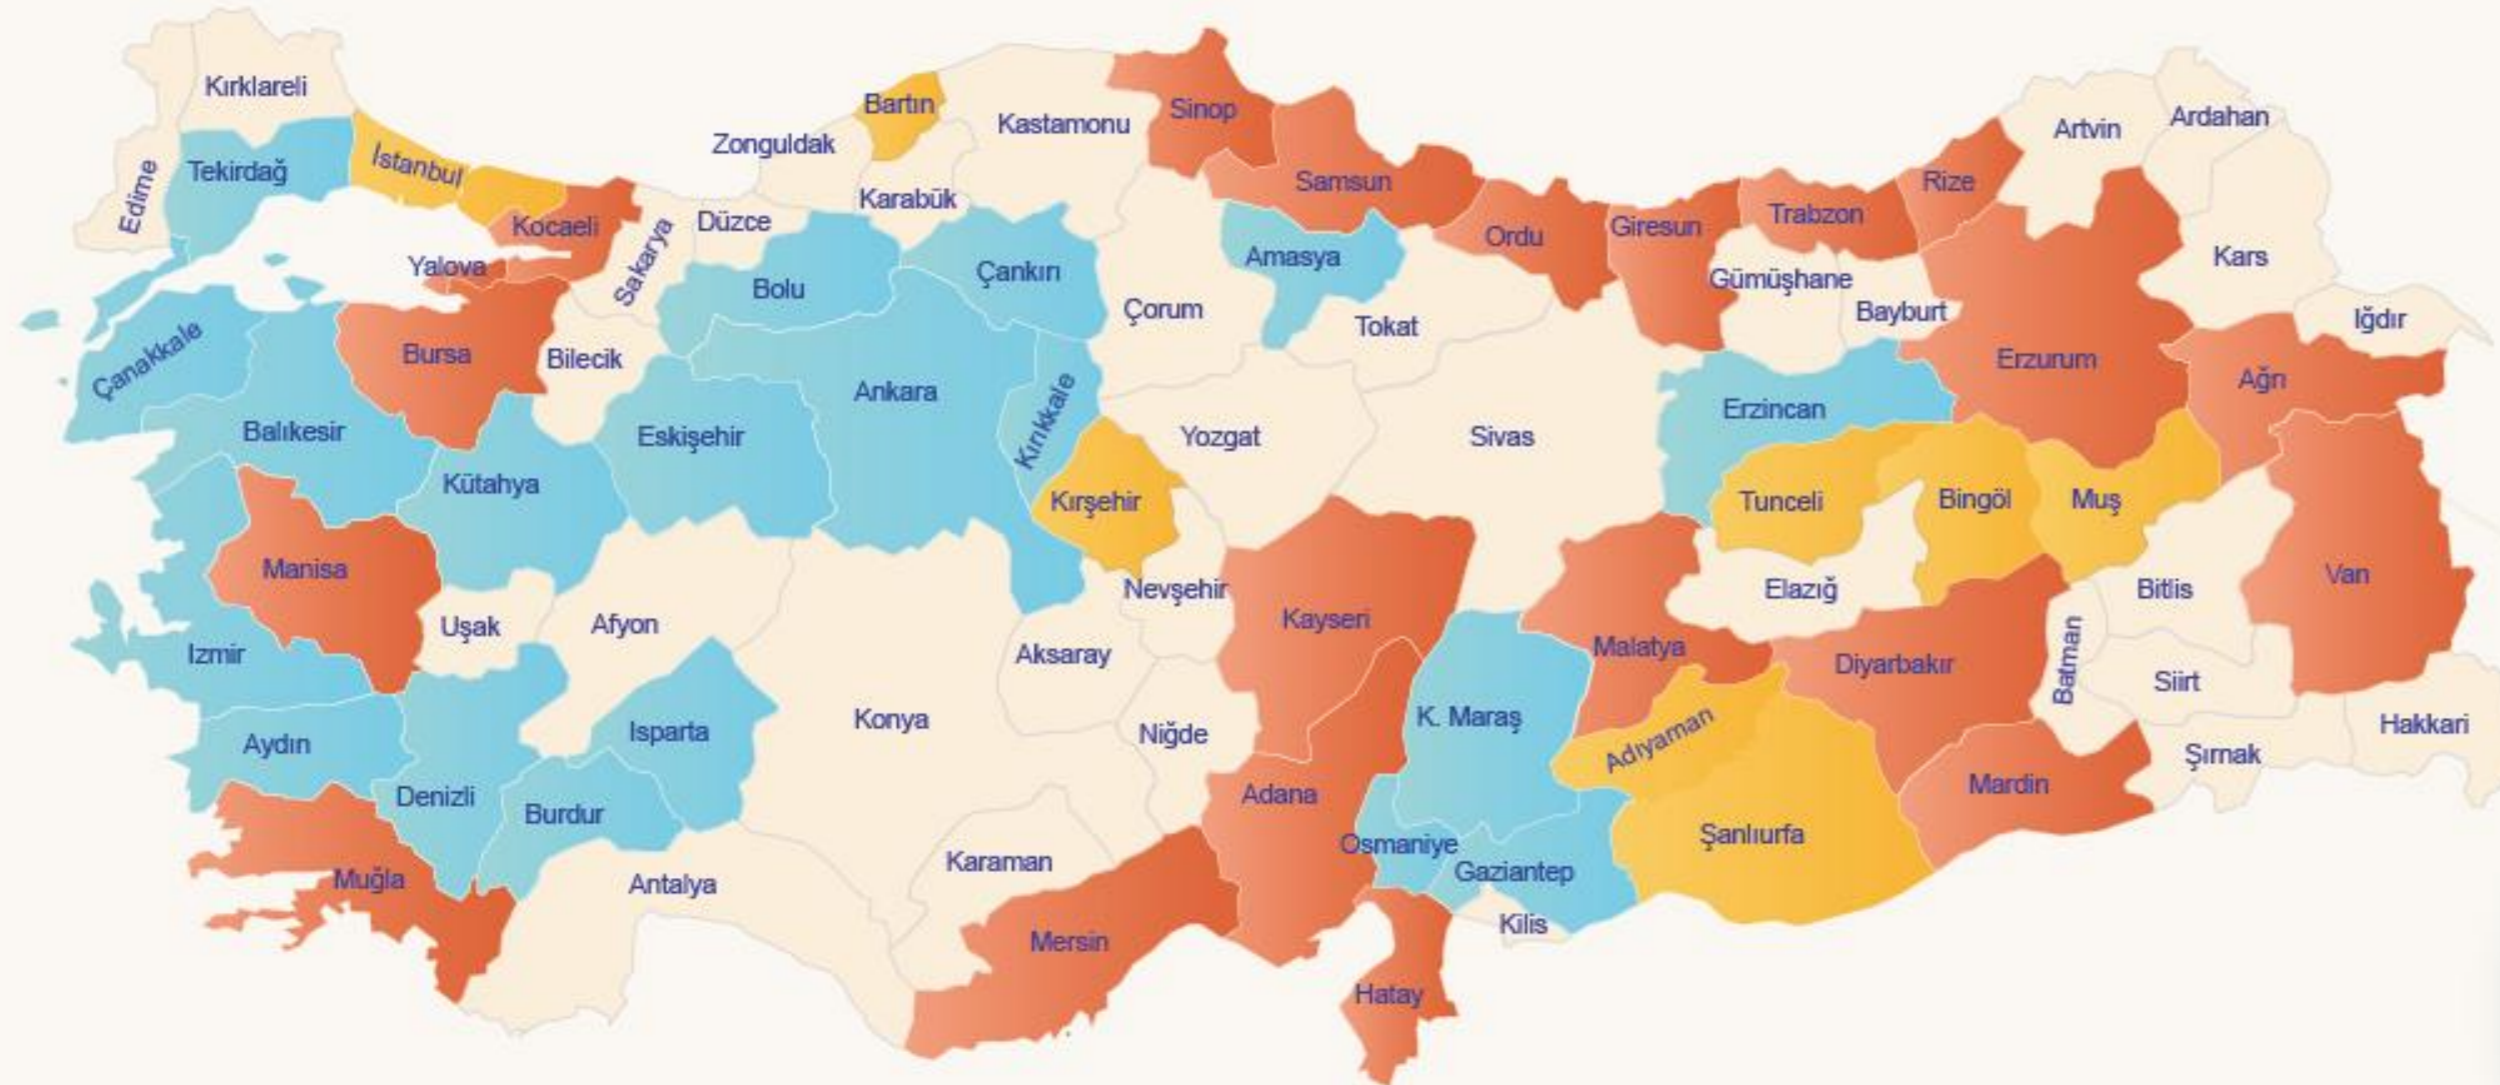 Kırklareli
Edirne
Tekirdağ
İstanbul
Kocaeli
Yalova
Sakarya
Düzce
Zonguldak
Bartın
Karabük
Kastamonu
Sinop
Samsun
Ordu
Giresun
Trabzon
Rize
Artvin
Ardahan
Kars
Iğdır
Çanakkale
Balıkesir
Bursa
Bilecik
Bolu
Çankırı
Çorum
Amasya
Tokat
Gümüşhane
Bayburt
Erzurum
Ağrı
Kütahya
Eskişehir
Ankara
Kırıkkale
Kırşehir
Yozgat
Sivas
Erzincan
Tunceli
Bingöl
Muş
Van
Manisa
Izmir
Uşak
Afyon
Aksaray
Nevşehir
Kayseri
Malatya
Elazığ
Diyarbakır
Batman
Bitlis
Siirt
Hakkari
Şırnak
Aydın
Denizli
Isparta
Burdur
Konya
Niğde
Adana
K. Maraş
Adıyaman
Şanlıurfa
Mardin
Muğla
Antalya
Karaman
Mersin
Osmaniye
Gaziantep
Kilis
Hatay